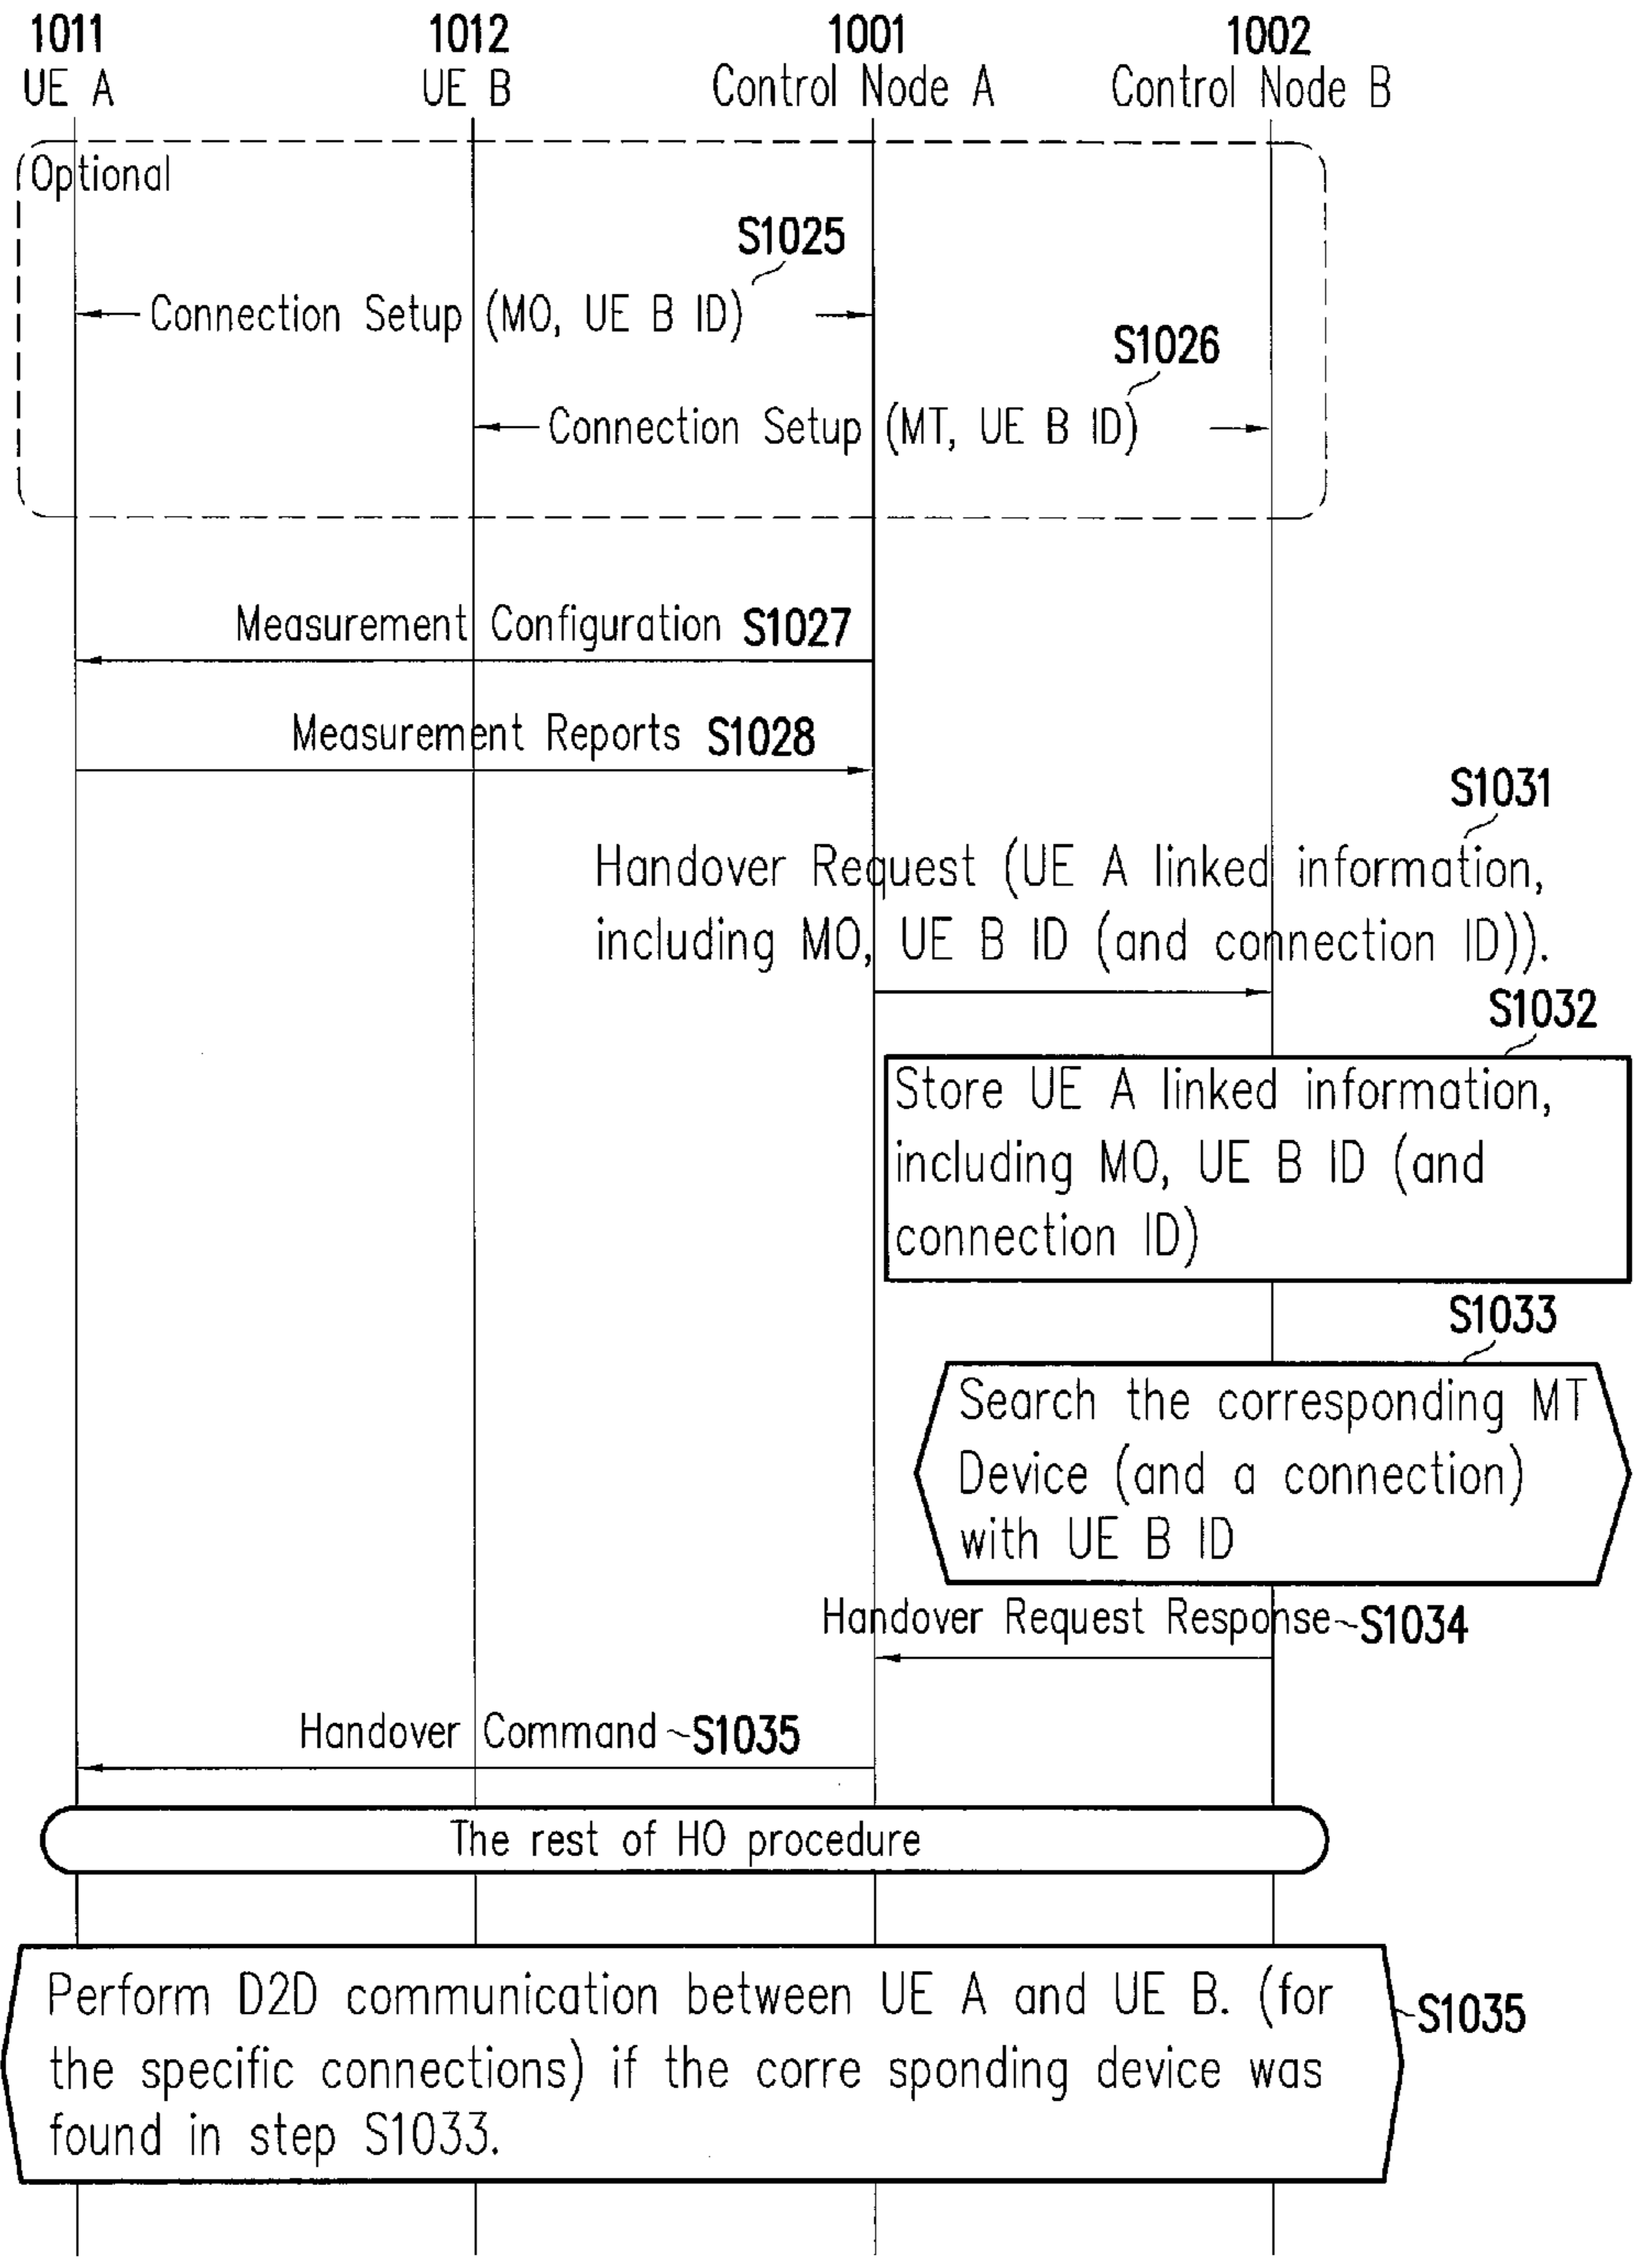 1011
UE A
1012
UE B
1001
Control Node A
1002
Control Node B
Optional
S1025
Connection Setup (MO, UE B ID)
S1026
Connection Setup (MT, UE B ID)
Measurement Configuration S1027
Measurement Reports S1028
S1031
Handover Request (UE A linked information,
including MO, UE B ID (and connection ID)).
S1032
Store UE A linked information,
including MO, UE B ID (and
connection ID)
S1033
Search the corresponding MT
Device (and a connection)
with UE B ID
Handover Request Response~S1034
Handover Command ~S1035
The rest of HO procedure
Perform D2D communication between UE A and UE B. (for
the specific connections) if the corre sponding device was
found in step S1033.
S1035